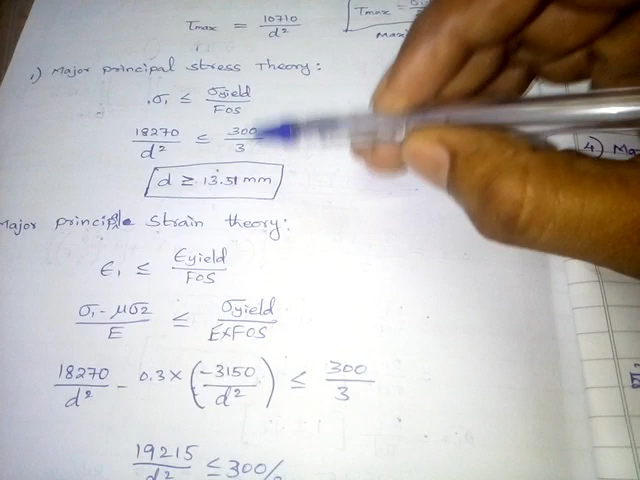 τmax = 10710/d²
τmax =
1) Major principal stress Theory:
σ₁ ≤ σyield/FOS
18270/d² ≤ 300/3
d ≥ 13.51 mm
Major principle Strain theory:
ϵ₁ ≤ ϵyield/FOS
(σ₁ - μσ2)/E ≤ σyield/(E×FOS)
18270/d² - 0.3 × (-3150/d²) ≤ 300/3
19215/d² ≤ 300/
4) Ma